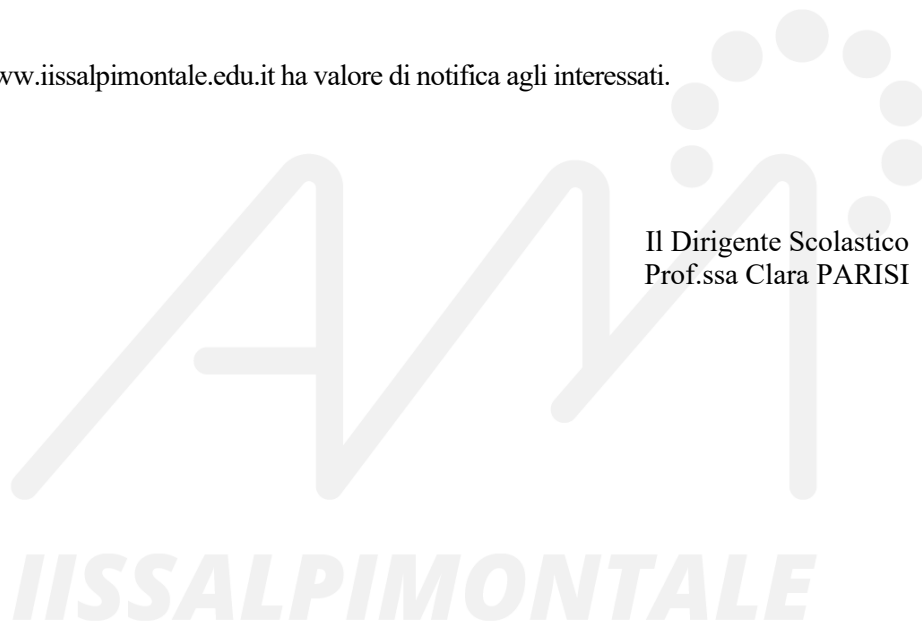 ww.iissalpimontale.edu.it ha valore di notifica agli interessati.
Il Dirigente Scolastico
Prof.ssa Clara PARISI
IISSALPIMONTALE